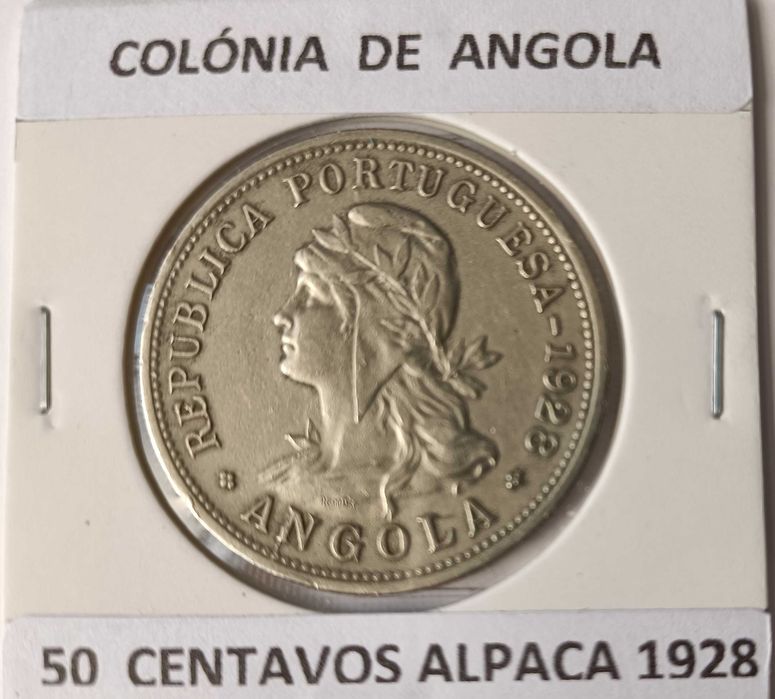 COLÓNIA DE ANGOLA
REPUBLICA PORTUGUESA-1928
ANGOLA
50 CENTAVOS ALPACA 1928